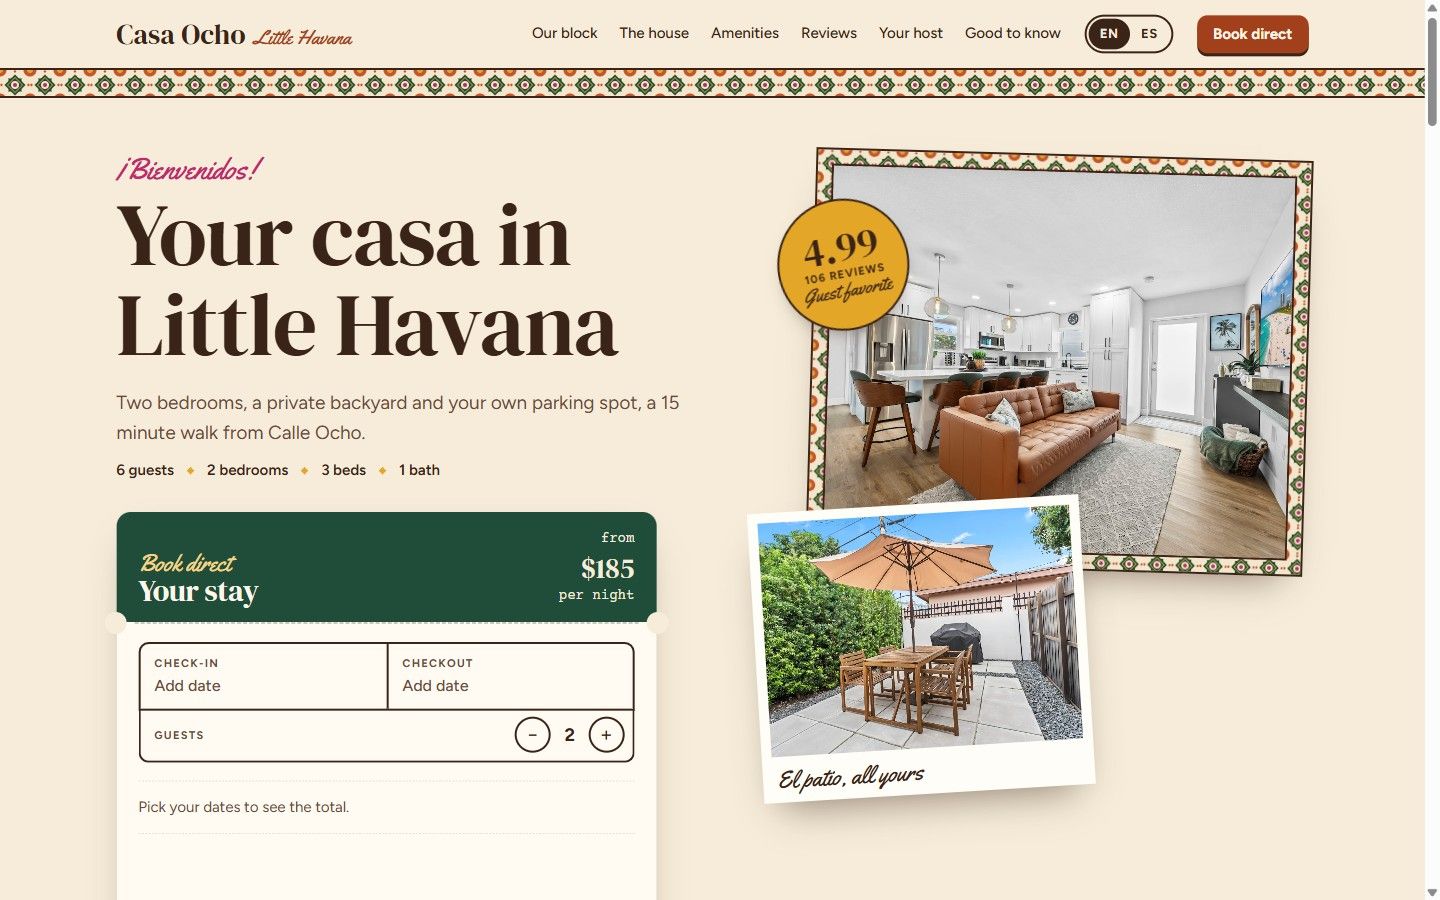 Casa Ocho Little Havana
Our block
The house
Amenities
Reviews
Your host
Good to know
EN
ES
Book direct
¡Bienvenidos!
Your casa in
Little Havana
Two bedrooms, a private backyard and your own parking spot, a 15
minute walk from Calle Ocho.
6 guests ◆ 2 bedrooms ◆ 3 beds ◆ 1 bath
4.99
106 REVIEWS
Guest favorite
Book direct
Your stay
from
$185
per night
CHECK-IN
Add date
CHECKOUT
Add date
GUESTS
− 2 +
Pick your dates to see the total.
El patio, all yours